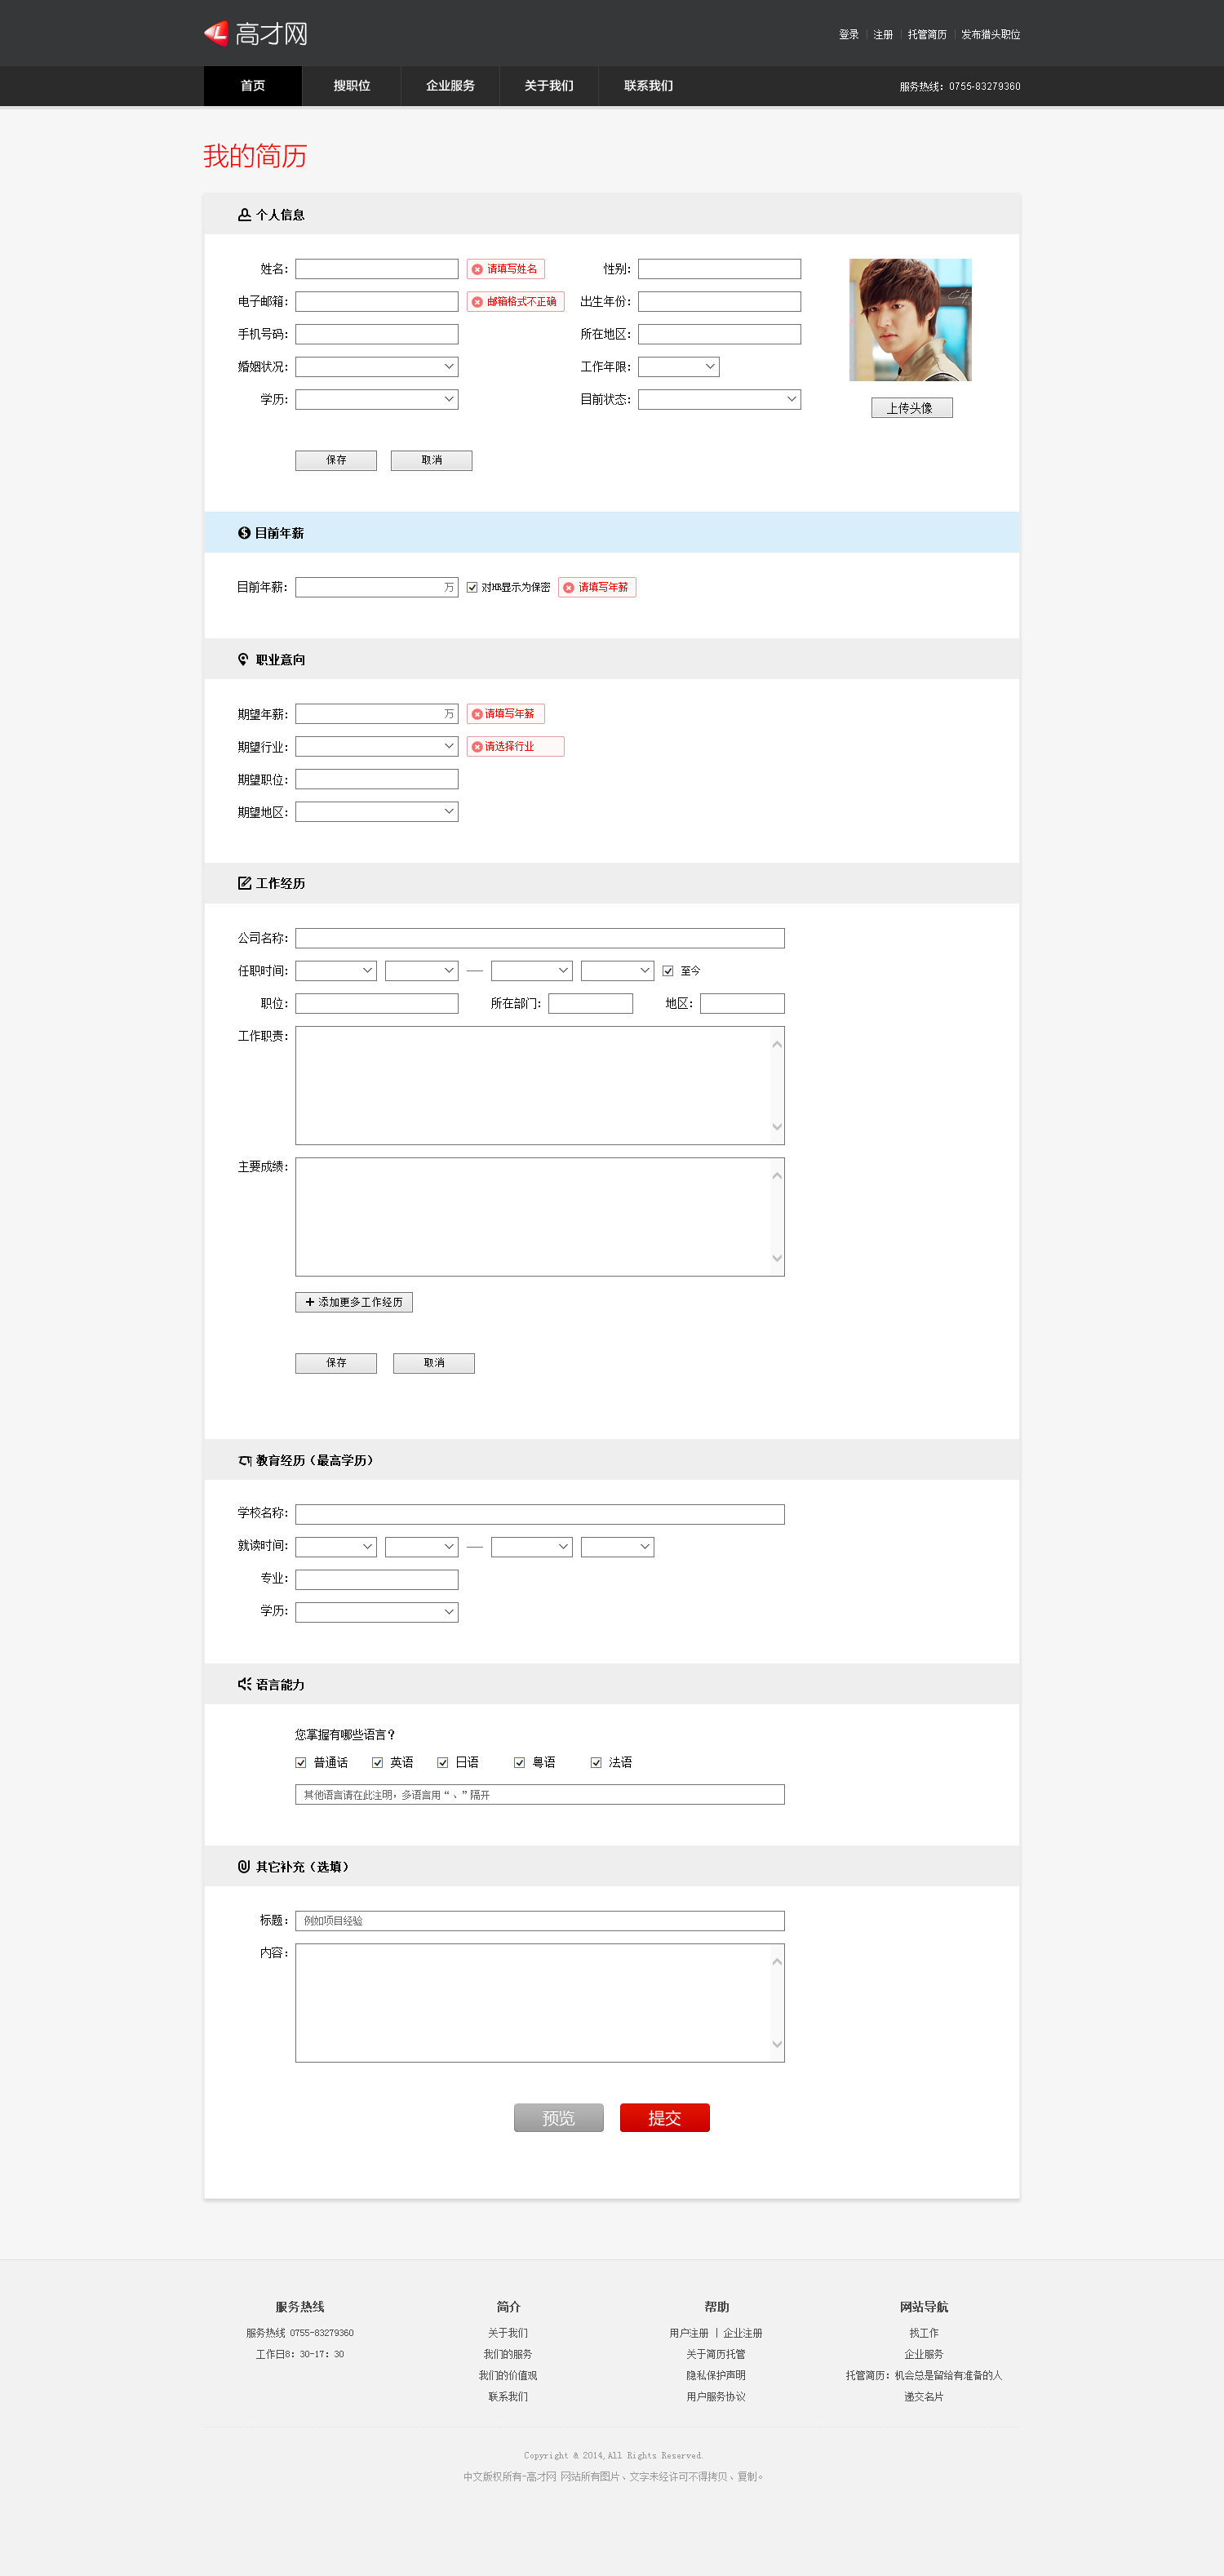 高才网
登录 | 注册 | 托管简历 | 发布猎头职位
首页 搜职位 企业服务 关于我们 联系我们 服务热线：0755-83279360
我的简历
个人信息
姓名： 请填写姓名 性别：
City
电子邮箱： 邮箱格式不正确 出生年份：
手机号码： 所在地区：
婚姻状况： 工作年限：
学历： 目前状态：
上传头像
保存 取消
目前年薪
目前年薪： 万 对HR显示为保密 请填写年薪
职业意向
期望年薪： 万 请填写年薪
期望行业： 请选择行业
期望职位：
期望地区：
工作经历
公司名称：
任职时间： — 至今
职位： 所在部门： 地区：
工作职责：
主要成绩：
+ 添加更多工作经历
保存 取消
教育经历（最高学历）
学校名称：
就读时间： —
专业：
学历：
语言能力
您掌握有哪些语言？
普通话 英语 日语 粤语 法语
其他语言请在此注明，多语言用“、”隔开
其它补充（选填）
标题： 例如项目经验
内容：
预览 提交
服务热线 简介 帮助 网站导航
服务热线 0755-83279360 关于我们 用户注册 | 企业注册 找工作
工作日8：30-17：30 我们的服务 关于简历托管 企业服务
我们的价值观 隐私保护声明 托管简历：机会总是留给有准备的人
联系我们 用户服务协议 递交名片
Copyright @ 2014,All Rights Reserved
中文版权所有-高才网 网站所有图片、文字未经许可不得拷贝、复制。